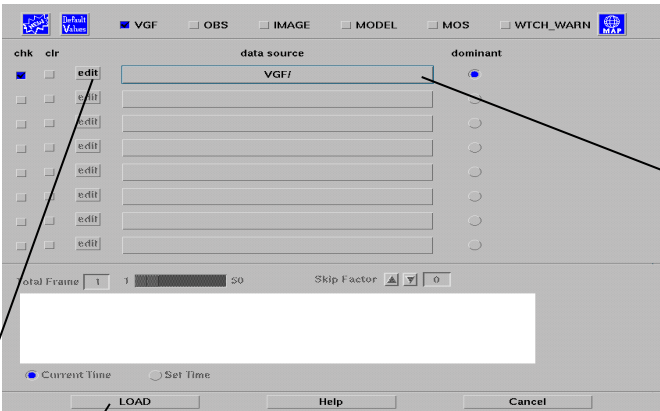 New Default Values VGF OBS IMAGE MODEL MOS WTCH_WARN MAP
chk clr data source dominant
edit VGF/
edit
edit
edit
edit
edit
edit
edit
Total Frame 1 1 50 Skip Factor 0
Current Time Set Time
LOAD Help Cancel